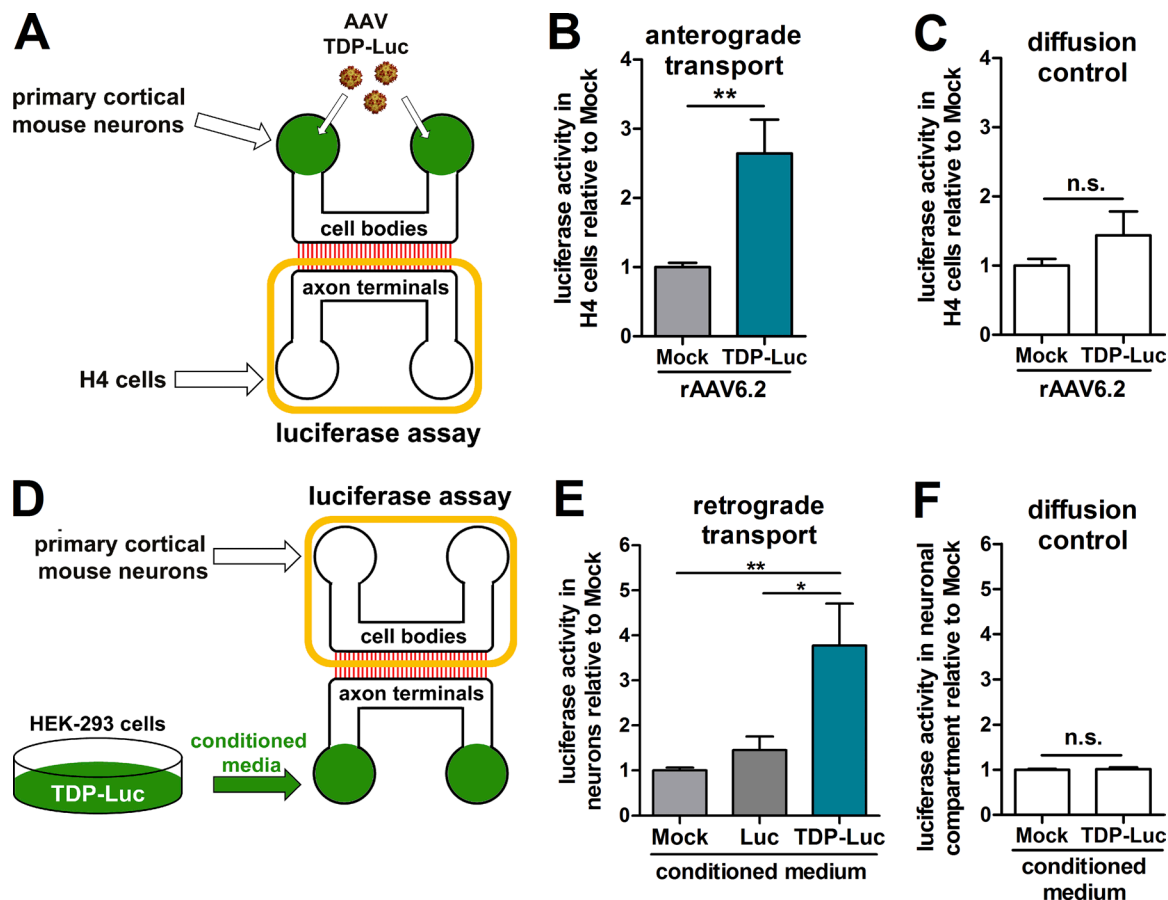 A
AAV
TDP-Luc
primary cortical
mouse neurons
cell bodies
axon terminals
H4 cells
luciferase assay
B
anterograde
transport
luciferase activity in
H4 cells relative to Mock
4
3
2
1
0
**
Mock TDP-Luc
rAAV6.2
C
diffusion
control
luciferase activity in
H4 cells relative to Mock
4
3
2
1
0
n.s.
Mock TDP-Luc
rAAV6.2
D
luciferase assay
primary cortical
mouse neurons
cell bodies
axon terminals
HEK-293 cells
TDP-Luc
conditioned
media
E
retrograde
transport
luciferase activity in
neurons relative to Mock
6
5
4
3
2
1
0
**
*
Mock Luc TDP-Luc
conditioned medium
F
diffusion
control
luciferase activity in neuronal
compartment relative to Mock
6
5
4
3
2
1
0
n.s.
Mock TDP-Luc
conditioned
medium